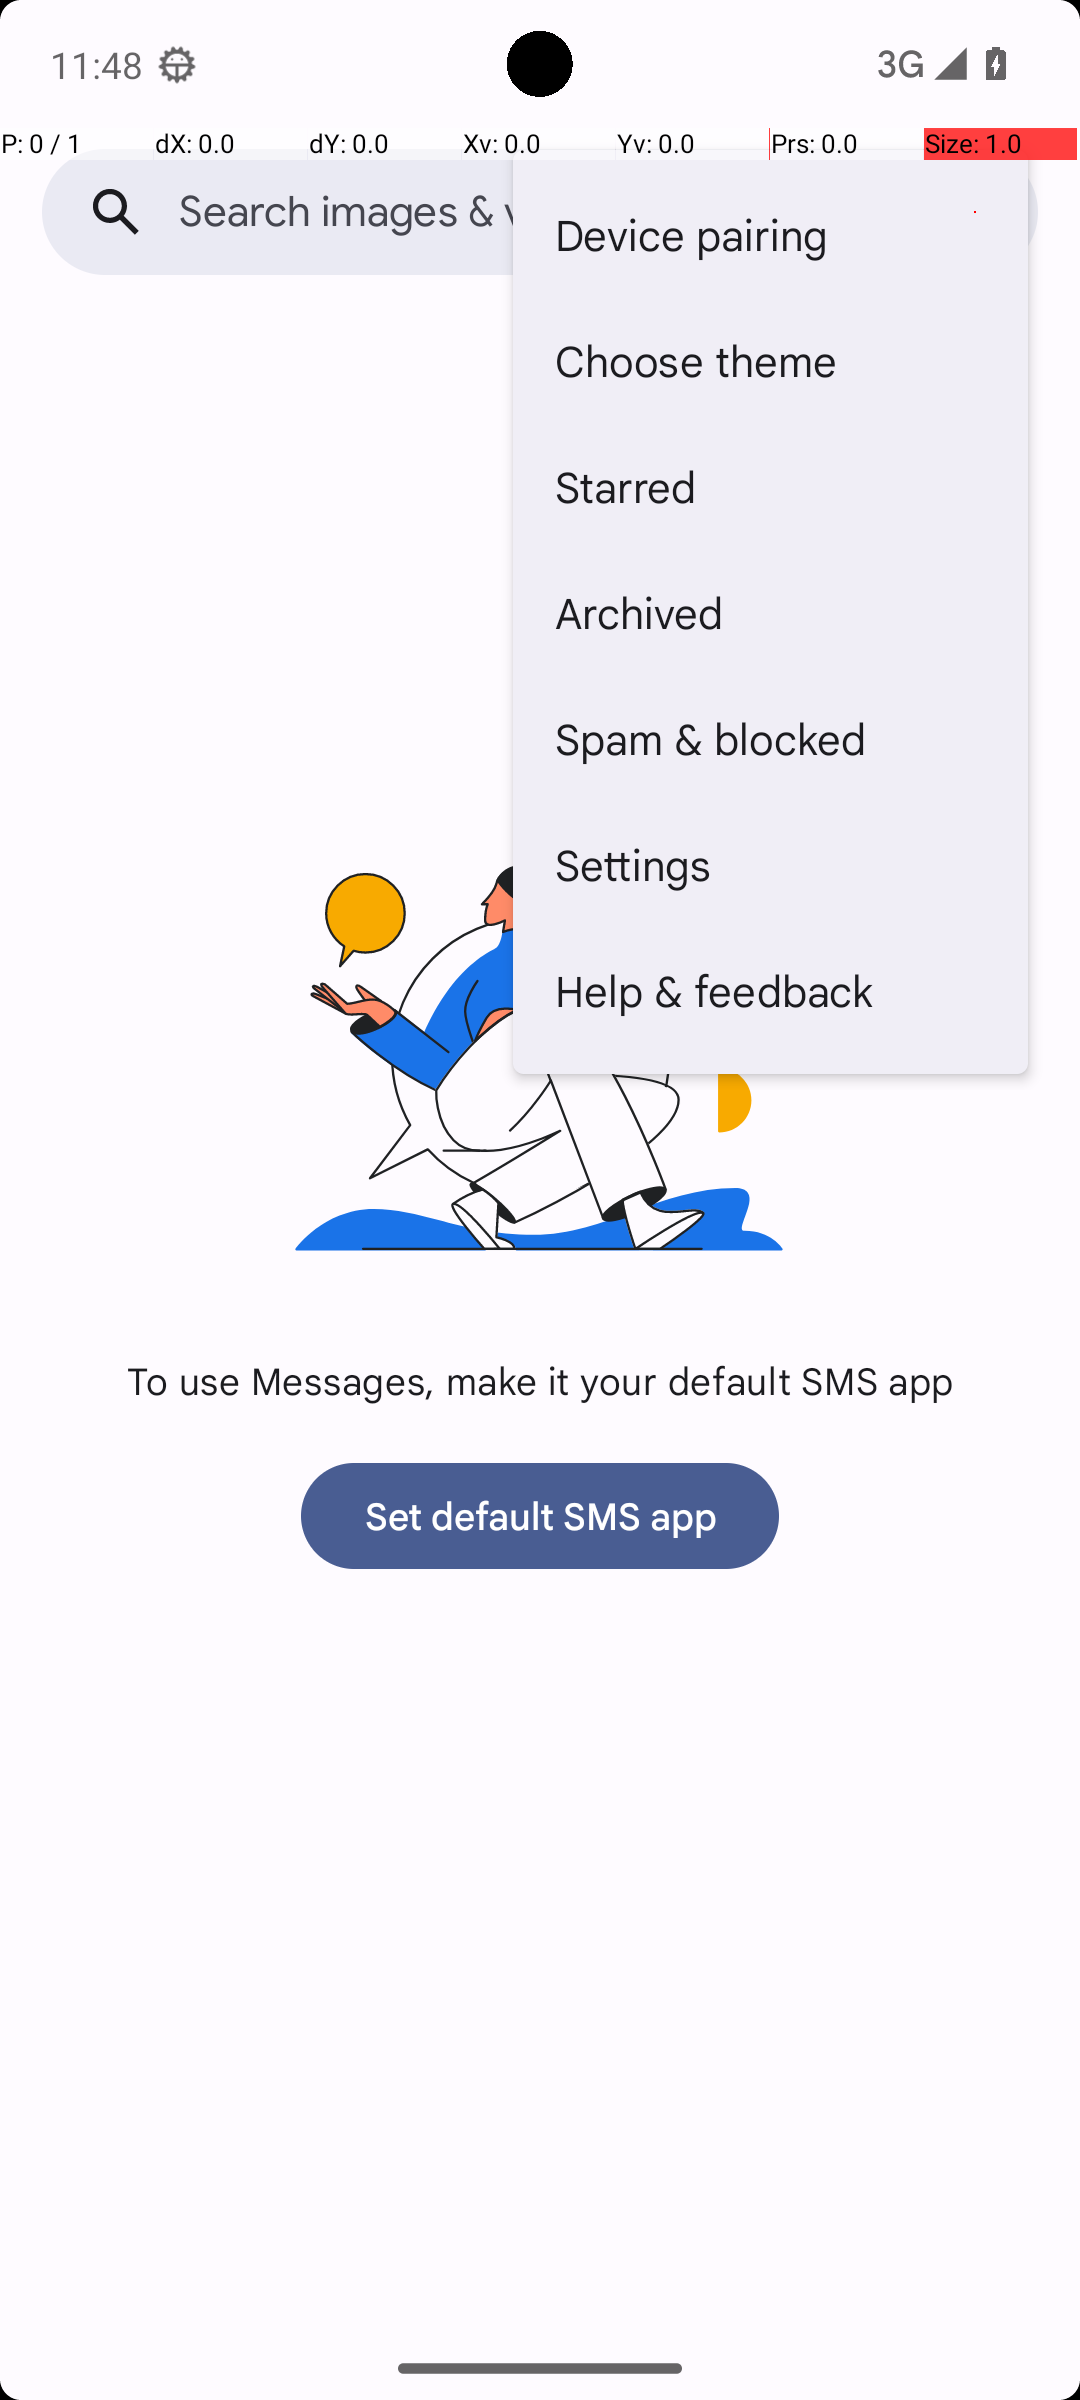 11:48
3G
P: 0 / 1
dX: 0.0
dY: 0.0
Xv: 0.0
Yv: 0.0
Prs: 0.0
Size: 1.0
Search images &
Device pairing
Choose theme
Starred
Archived
Spam & blocked
Settings
Help & feedback
To use Messages, make it your default SMS app
Set default SMS app